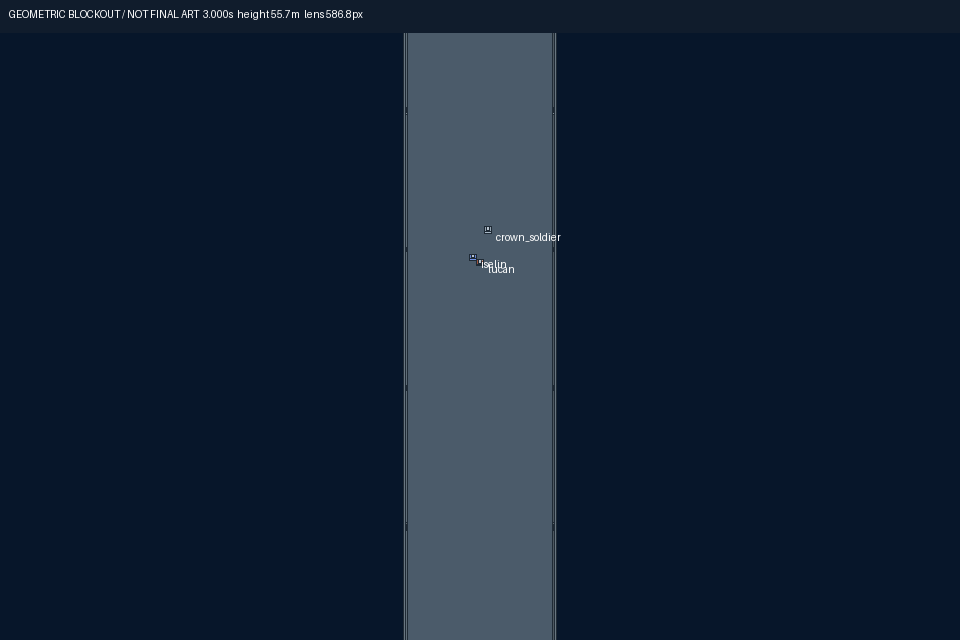 GEOMETRIC BLOCKOUT / NOT FINAL ART 3.000s height 55.7m lens 586.8px
crown_soldier
iselin
lucan